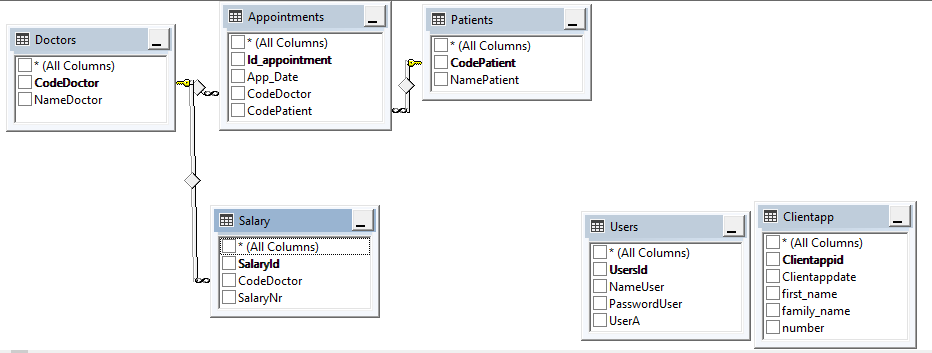 Doctors
* (All Columns)
CodeDoctor
NameDoctor
Appointments
* (All Columns)
Id_appointment
App_Date
CodeDoctor
CodePatient
Patients
* (All Columns)
CodePatient
NamePatient
Salary
* (All Columns)
SalaryId
CodeDoctor
SalaryNr
Users
* (All Columns)
UsersId
NameUser
PasswordUser
UserA
Clientapp
* (All Columns)
Clientappid
Clientappdate
first_name
family_name
number